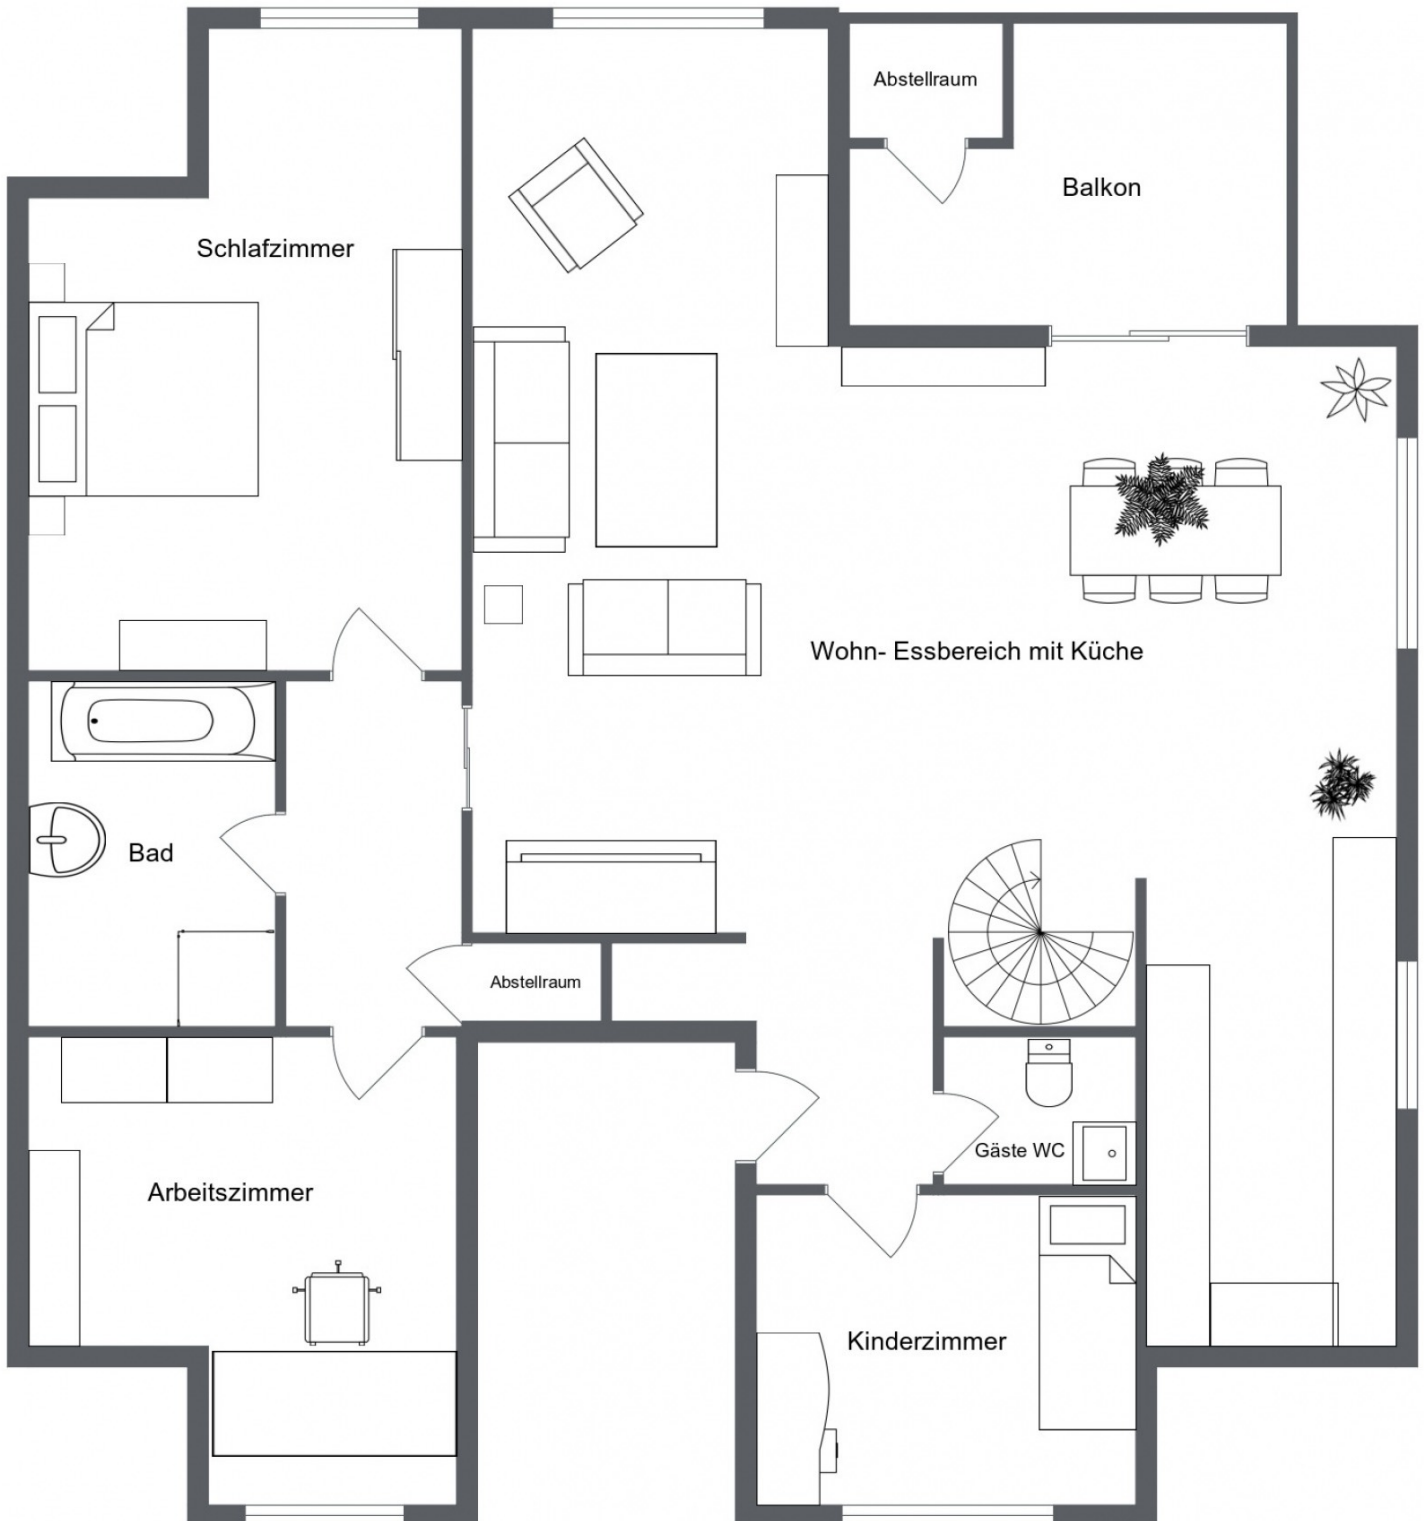 Abstellraum
Balkon
Schlafzimmer
Wohn- Essbereich mit Küche
Bad
Abstellraum
Gäste WC
Arbeitszimmer
Kinderzimmer